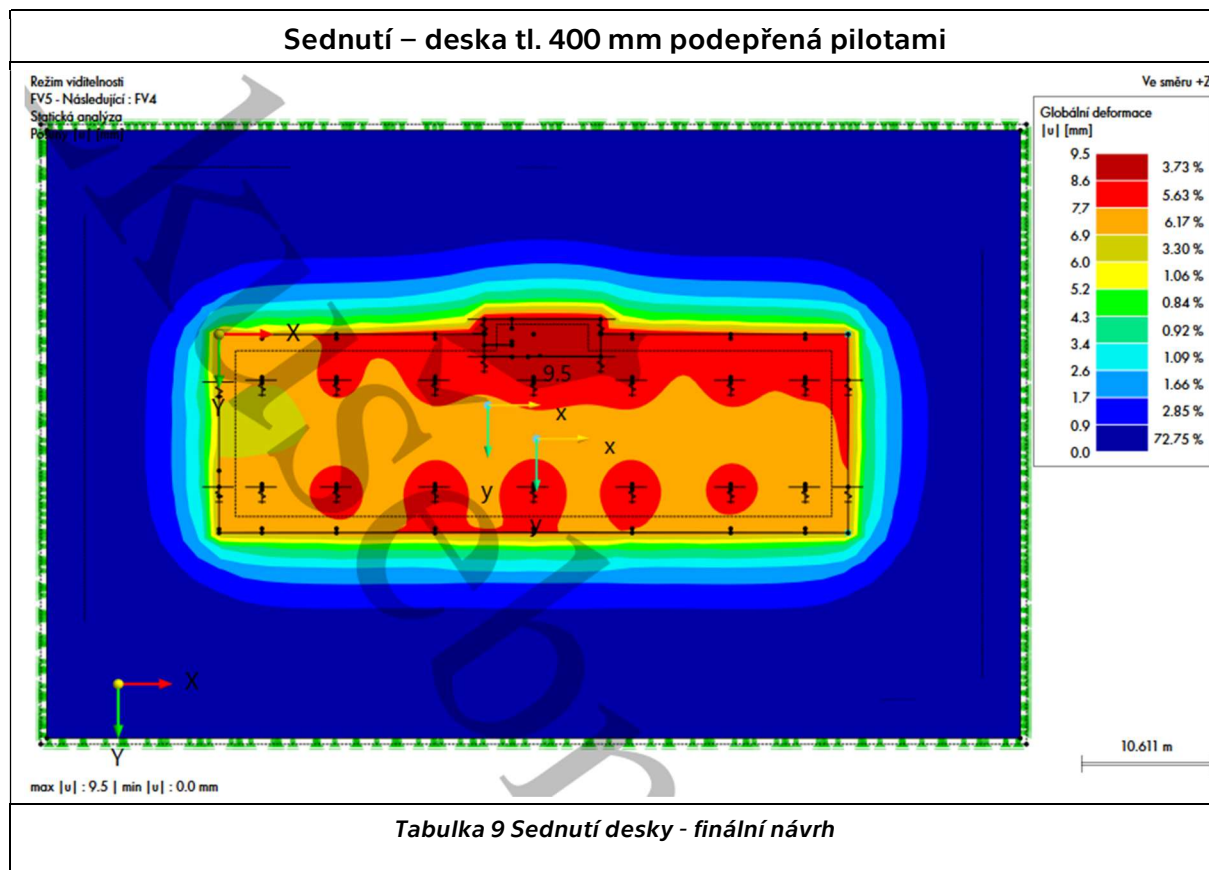 Sednutí – deska tl. 400 mm podepřená pilotami
Režim viditelnosti
FV5 - Následující : FV4
Statická analýza
|u| [mm]
Ve směru +Z
Globální deformace
|u| [mm]
9.5
8.6
7.7
6.9
6.0
5.2
4.3
3.4
2.6
1.7
0.9
0.0
3.73 %
5.63 %
6.17 %
3.30 %
1.06 %
0.84 %
0.92 %
1.09 %
1.66 %
2.85 %
72.75 %
X
Y
9.5
x
y
x
y
X
Y
10.611 m
max |u| : 9.5 | min |u| : 0.0 mm
Tabulka 9 Sednutí desky - finální návrh